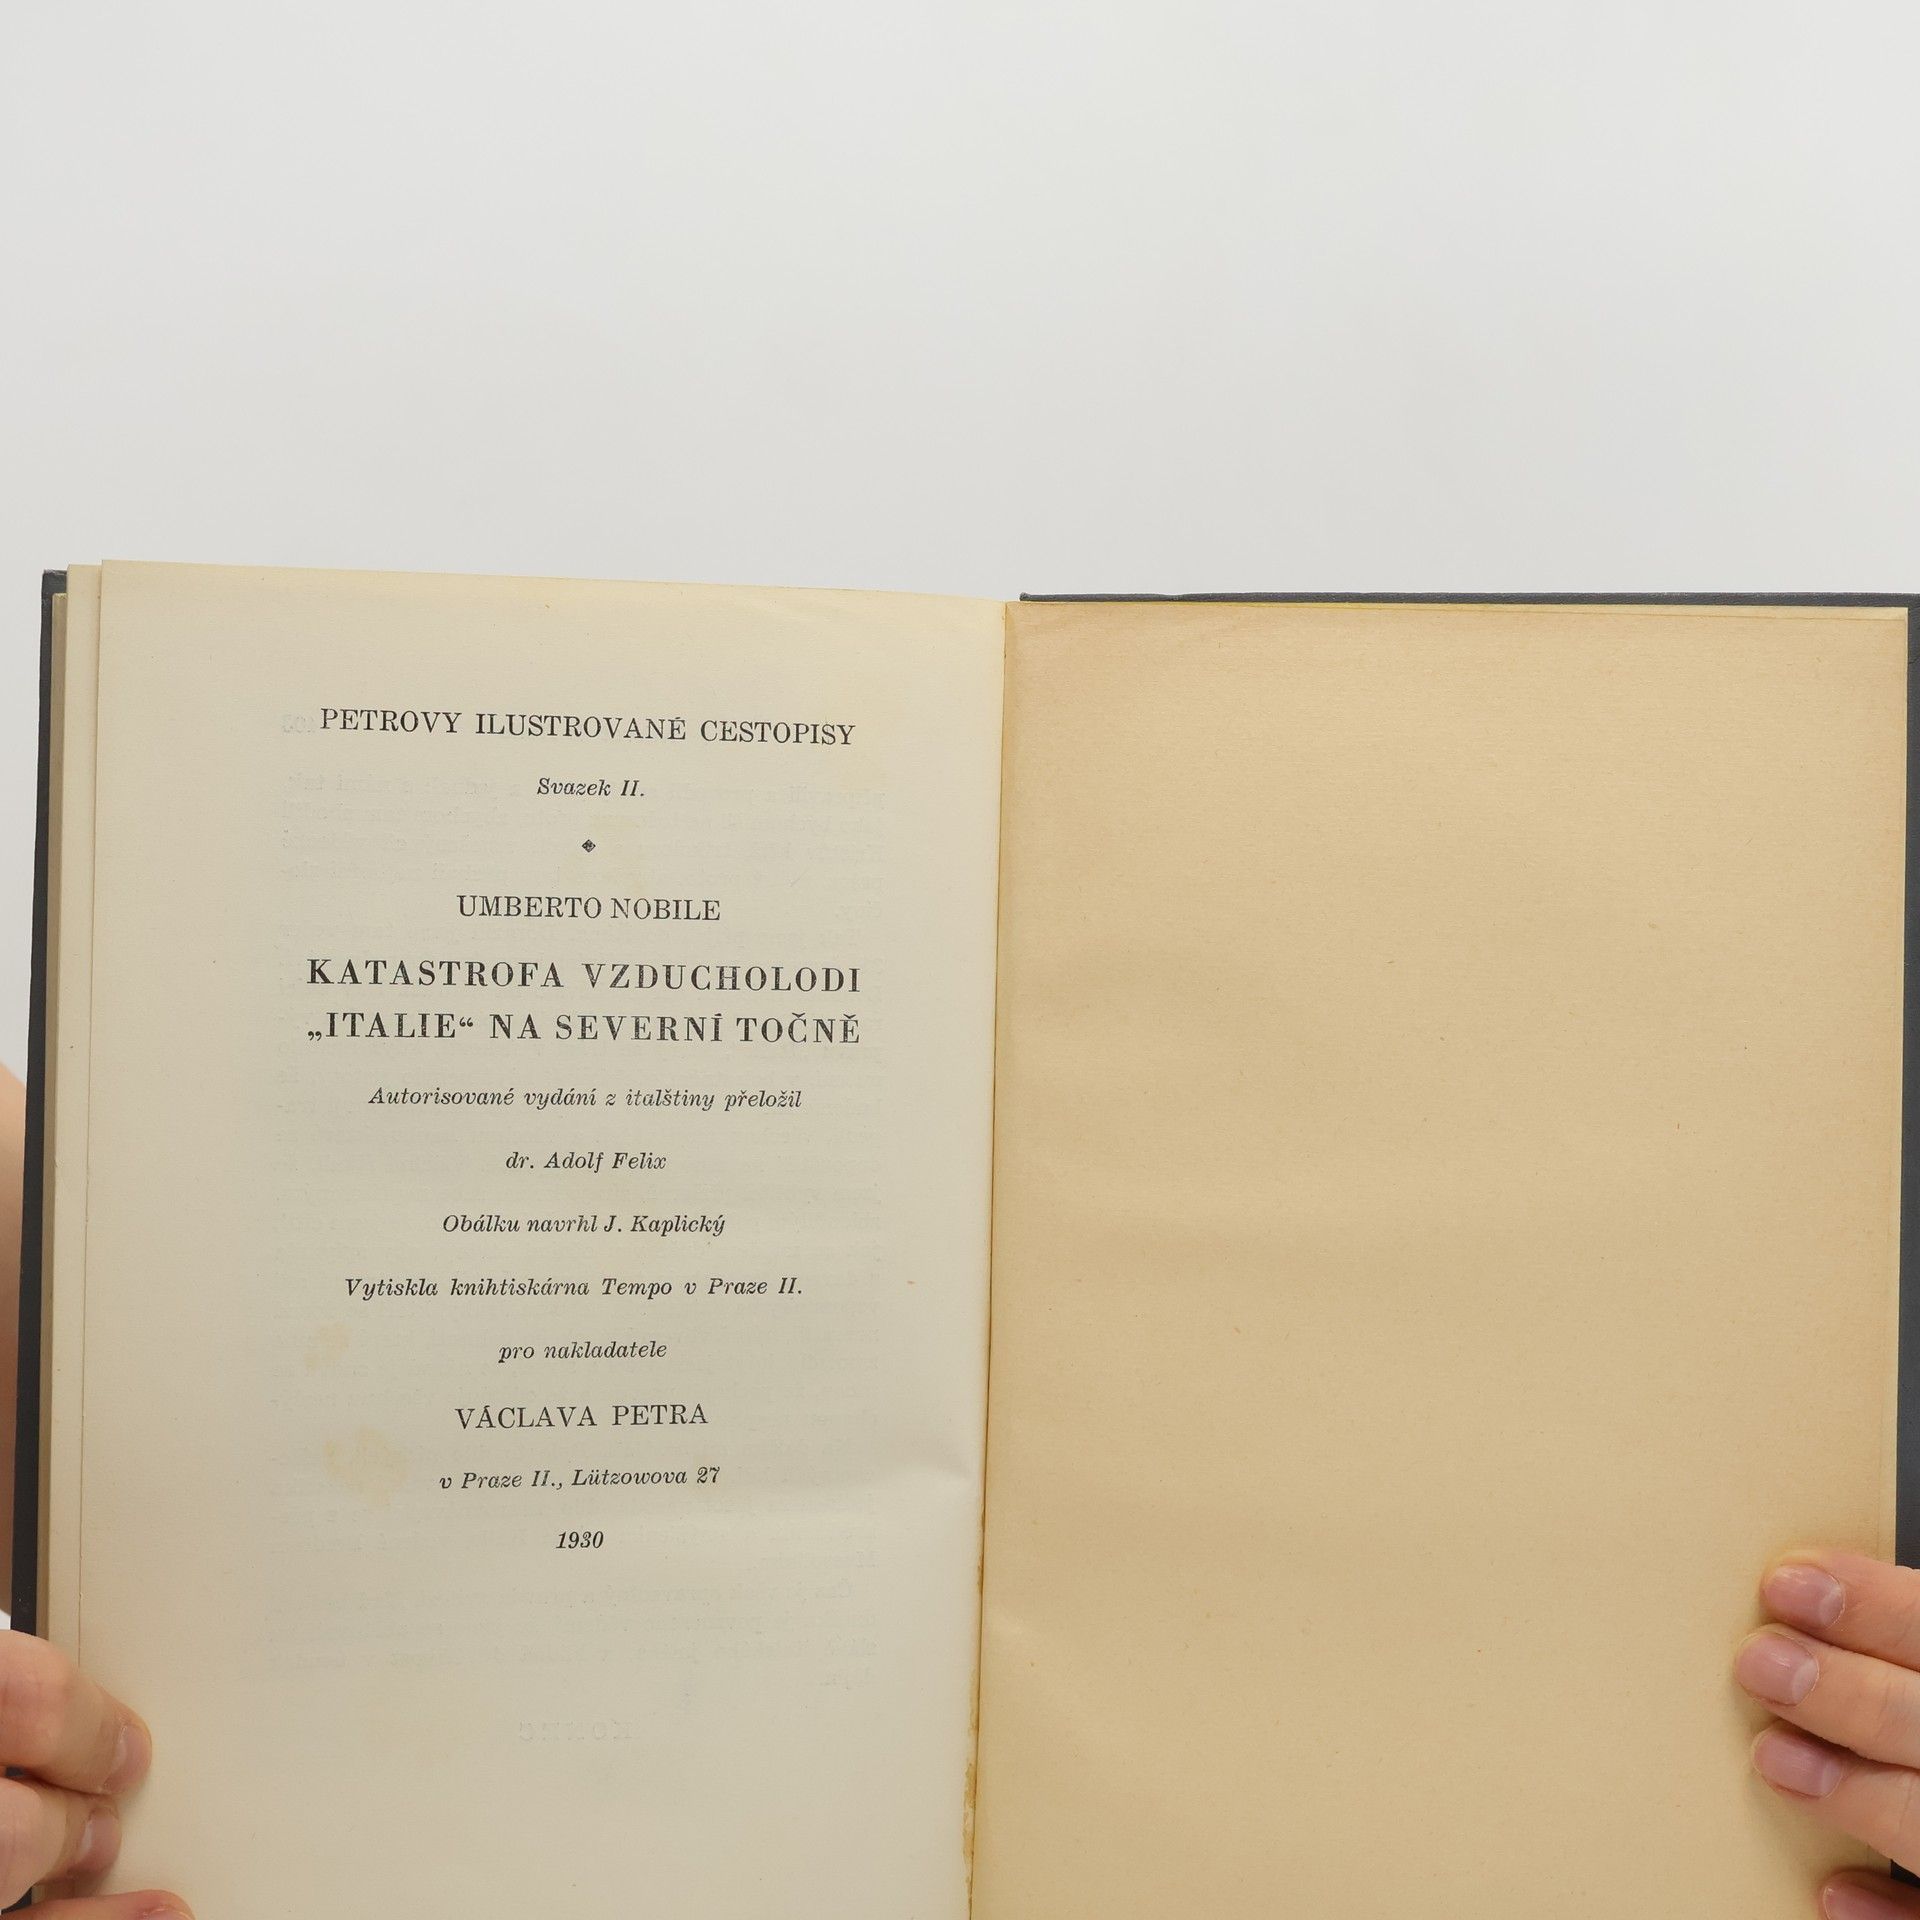 PETROVY ILUSTROVANÉ CESTOPISY
Svazek II.
UMBERTO NOBILE
KATASTROFA VZDUCHOLODI
„ITALIE“ NA SEVERNÍ TOČNĚ
Autorisované vydání z italštiny přeložil
dr. Adolf Felix
Obálku navrhl J. Kaplický
Vytiskla knihtiskárna Tempo v Praze II.
pro nakladatele
VÁCLAVA PETRA
v Praze II., Lützowova 27
1930